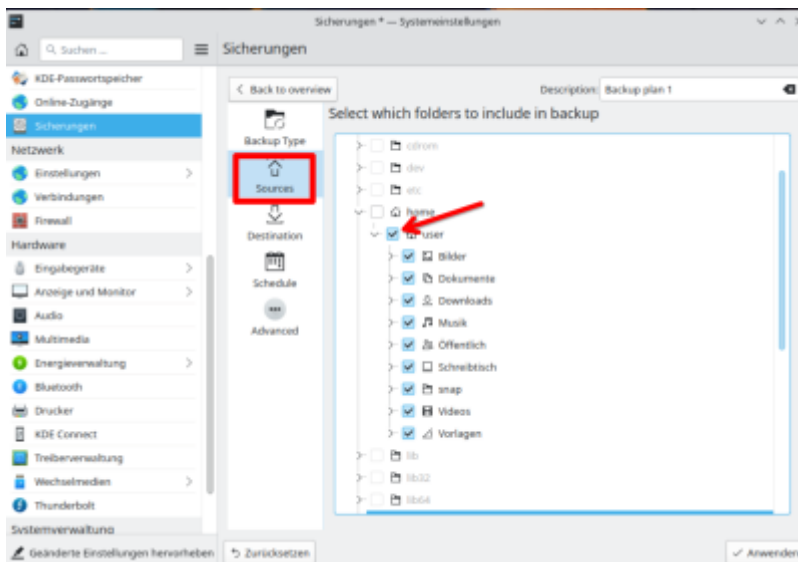 Sicherungen * — Systemeinstellungen
Suchen ...
Sicherungen
KDE-Passwortspeicher
Online-Zugänge
Sicherungen
Netzwerk
Einstellungen
Verbindungen
Firewall
Hardware
Eingabegeräte
Anzeige und Monitor
Audio
Multimedia
Energieverwaltung
Bluetooth
Drucker
KDE Connect
Treiberverwaltung
Wechselmedien
Thunderbolt
Systemverwaltung
Geänderte Einstellungen hervorheben
Back to overview
Description: Backup plan 1
Backup Type
Sources
Destination
Schedule
Advanced
Select which folders to include in backup
cdrom
dev
etc
home
user
Bilder
Dokumente
Downloads
Musik
Öffentlich
Schreibtisch
snap
Videos
Vorlagen
lib
lib32
lib64
Zurücksetzen
Anwenden